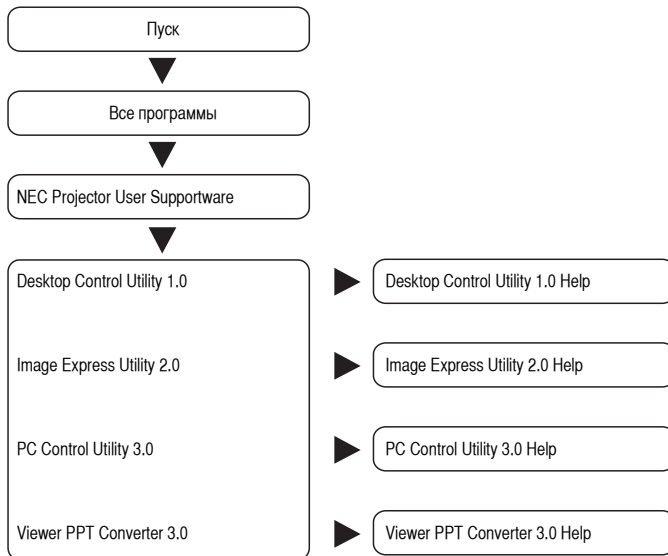 Пуск
Все программы
NEC Projector User Supportware
Desktop Control Utility 1.0
Desktop Control Utility 1.0 Help
Image Express Utility 2.0
Image Express Utility 2.0 Help
PC Control Utility 3.0
PC Control Utility 3.0 Help
Viewer PPT Converter 3.0
Viewer PPT Converter 3.0 Help